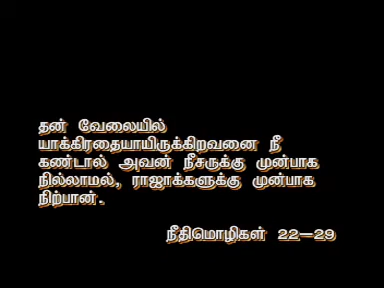 தன் வேலையில்
யாக்கிரதையாயிருக்கிறவனை நீ
கண்டால் அவன் நீசருக்கு முன்பாக
நில்லாமல், ராஜாக்களுக்கு முன்பாக
நிற்பான்.
நீதிமொழிகள் 22–29